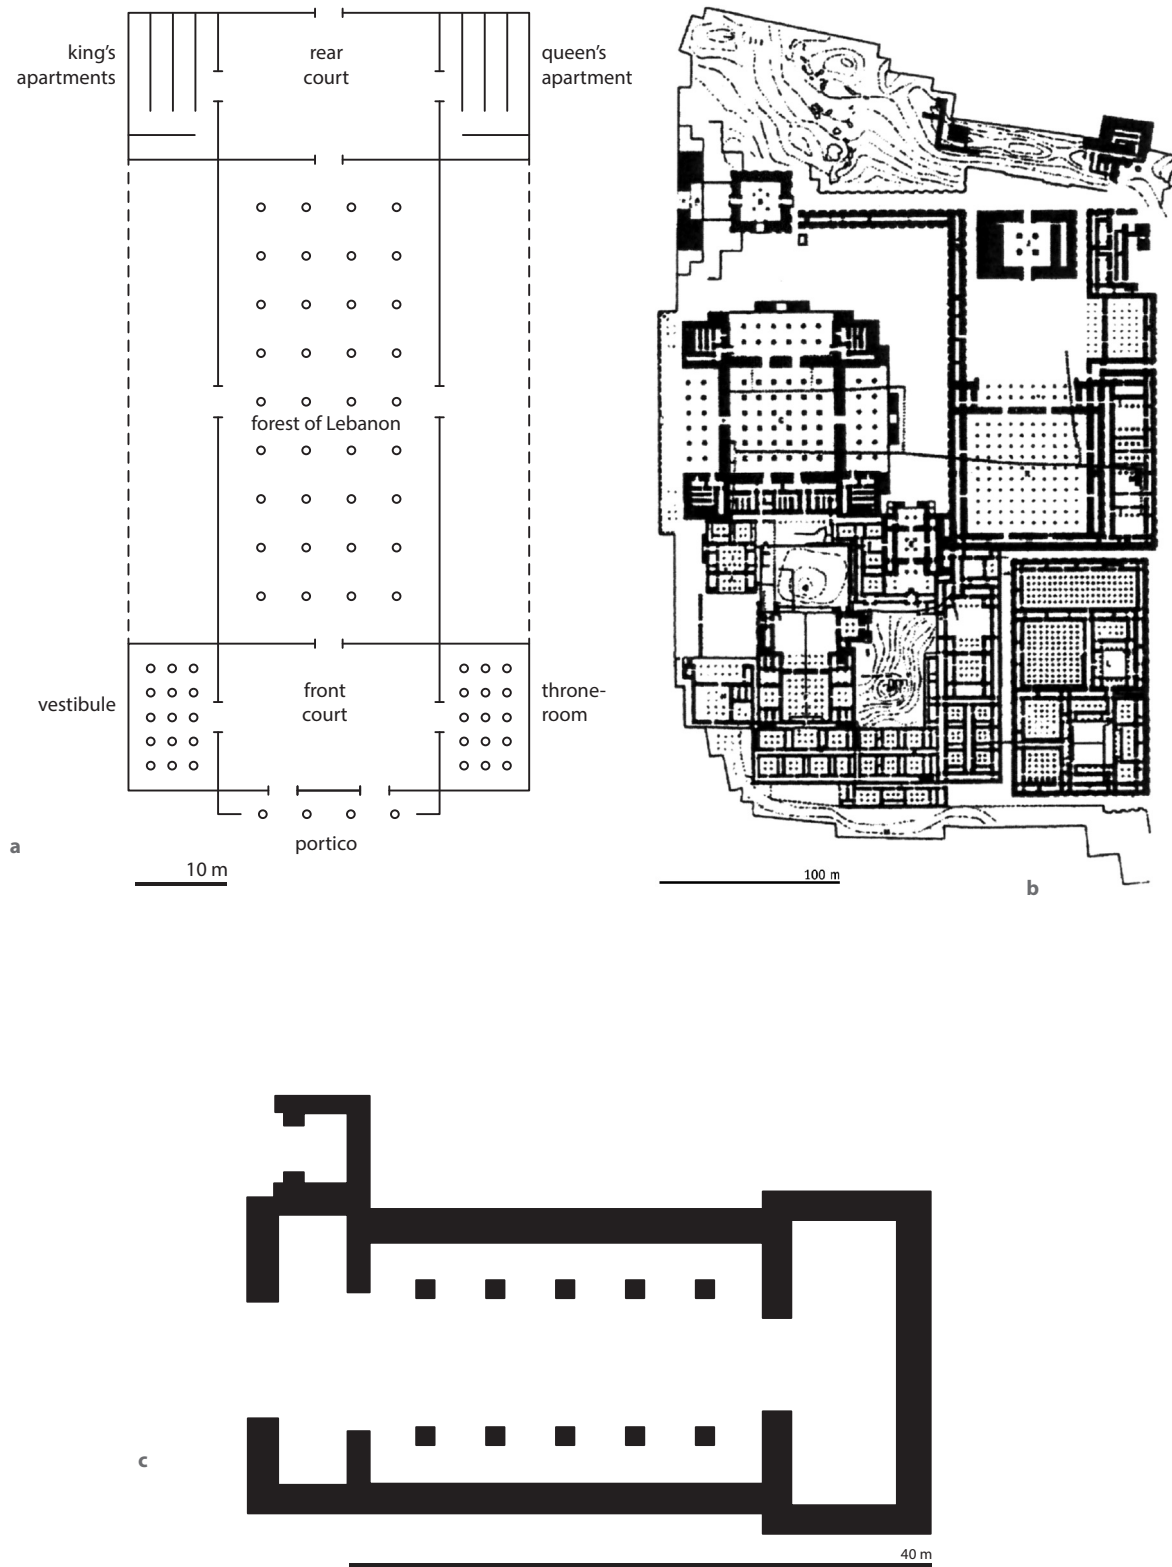 king's
apartments
rear
court
queen's
apartment
forest of Lebanon
vestibule
front
court
throne-
room
portico
a
10 m
100 m
b
c
40 m